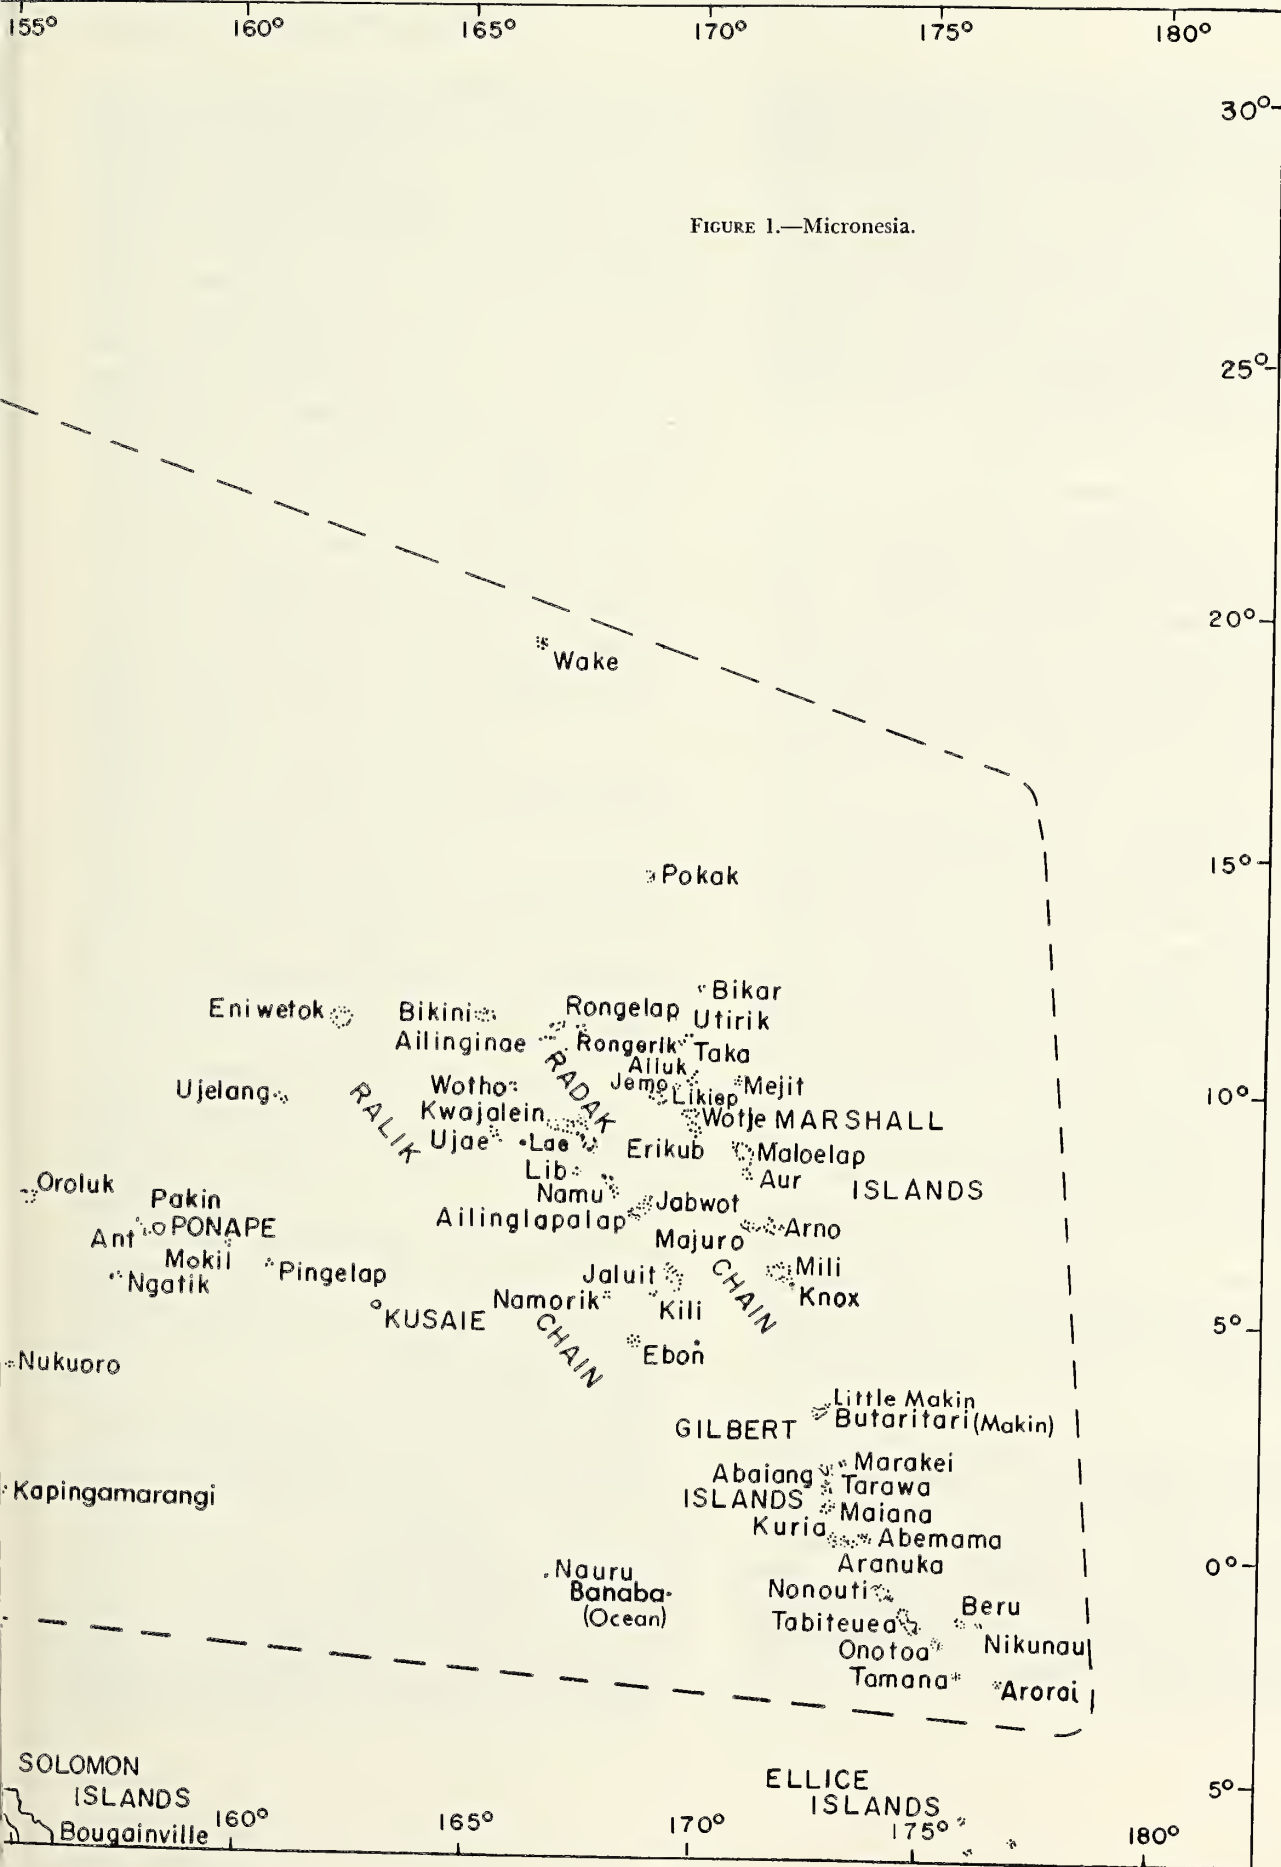 155° 160° 165° 170° 175° 180°
30°
FIGURE 1.—Micronesia.
25°
20°
Wake
15°
Pokak
Bikar
Eniwetok
Bikini
Rongelap
Utirik
Ailinginae
Rongerik
Taka
Ailuk
Jemo
Mejit
Ujelang
Wotho
Likiep
10°
RALIK
RADAK
Kwajalein
Wotje
MARSHALL
Ujae
Lae
Erikub
Maloelap
Lib
Aur
Oroluk
Namu
ISLANDS
Pakin
Jabwot
Ailinglapalap
PONAPE
Arno
Ant
Majuro
Mokil
Pingelap
Jaluit
Mili
Ngatik
CHAIN
Namorik
Kili
Knox
KUSAIE
5°
CHAIN
Ebon
Nukuoro
Little Makin
GILBERT
Butaritari (Makin)
Marakei
Abaiang
Tarawa
Kapingamarangi
ISLANDS
Maiana
Kuria
Abemama
Aranuka
0°
Nauru
Banaba
Nonouti
(Ocean)
Beru
Tabiteuea
Onotoa
Nikunau
Tamana
Arorai
SOLOMON
ISLANDS
ELLICE
ISLANDS
5°
Bougainville
160° 165° 170° 175° 180°